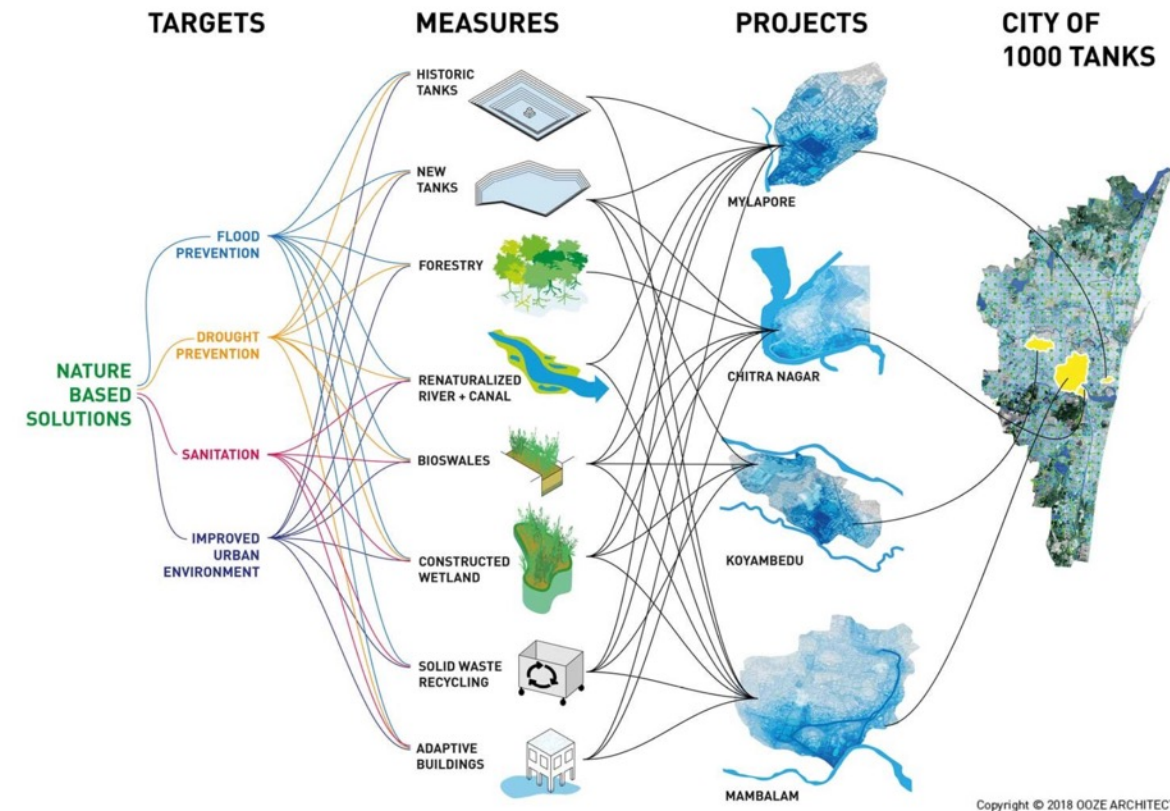 TARGETS
MEASURES
PROJECTS
CITY OF
1000 TANKS
NATURE
BASED
SOLUTIONS
FLOOD
PREVENTION
DROUGHT
PREVENTION
SANITATION
IMPROVED
URBAN
ENVIRONMENT
HISTORIC
TANKS
NEW
TANKS
FORESTRY
RENATURALIZED
RIVER + CANAL
BIOSWALES
CONSTRUCTED
WETLAND
SOLID WASTE
RECYCLING
ADAPTIVE
BUILDINGS
MYLAPORE
CHITRA NAGAR
KOYAMBEDU
MAMBALAM
Copyright © 2018 OOZE ARCHITEC